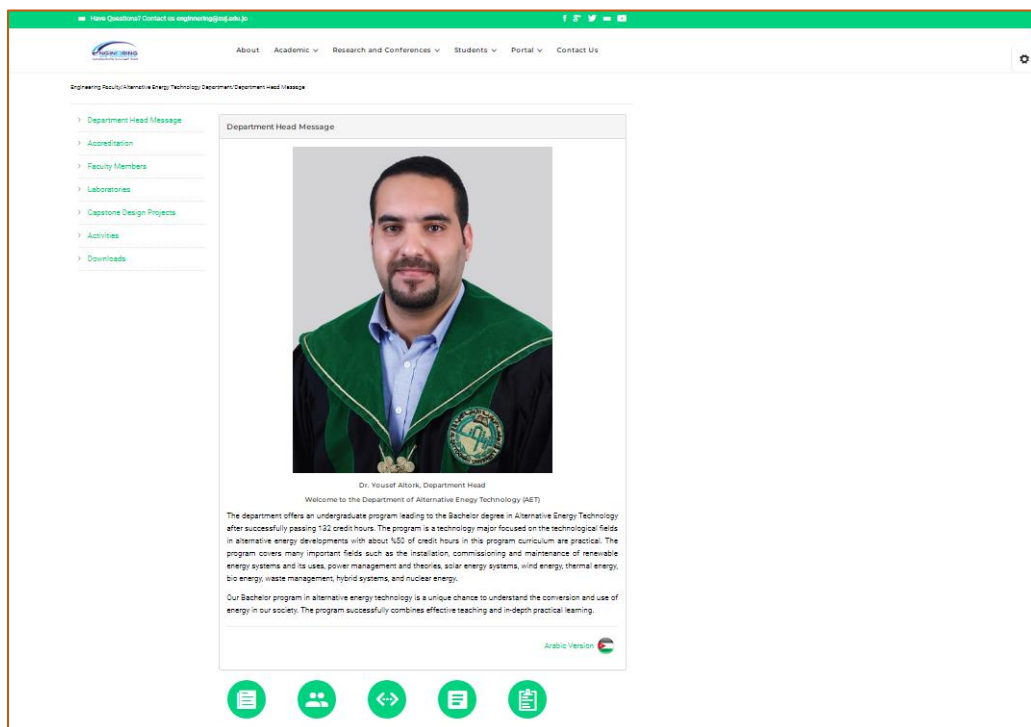 Have Questions? Contact us enginnering@zuj.edu.jo
About Academic Research and Conferences Students Portal Contact Us
Engineering Faculty/Alternative Energy Technology Department/Department Head Message
Department Head Message
Accreditation
Faculty Members
Laboratories
Capstone Design Projects
Activities
Downloads
Department Head Message
Dr. Yousef Altork, Department Head
Welcome to the Department of Alternative Enegy Technology (AET)
The department offers an undergraduate program leading to the Bachelor degree in Alternative Energy Technology
after successfully passing 132 credit hours. The program is a technology major focused on the technological fields
in alternative energy developments with about %50 of credit hours in this program curriculum are practical. The
program covers many important fields such as the installation, commissioning and maintenance of renewable
energy systems and its uses, power management and theories, solar energy systems, wind energy, thermal energy,
bio energy, waste management, hybrid systems, and nuclear energy.
Our Bachelor program in alternative energy technology is a unique chance to understand the conversion and use of
energy in our society. The program successfully combines effective teaching and in-depth practical learning.
Arabic Version